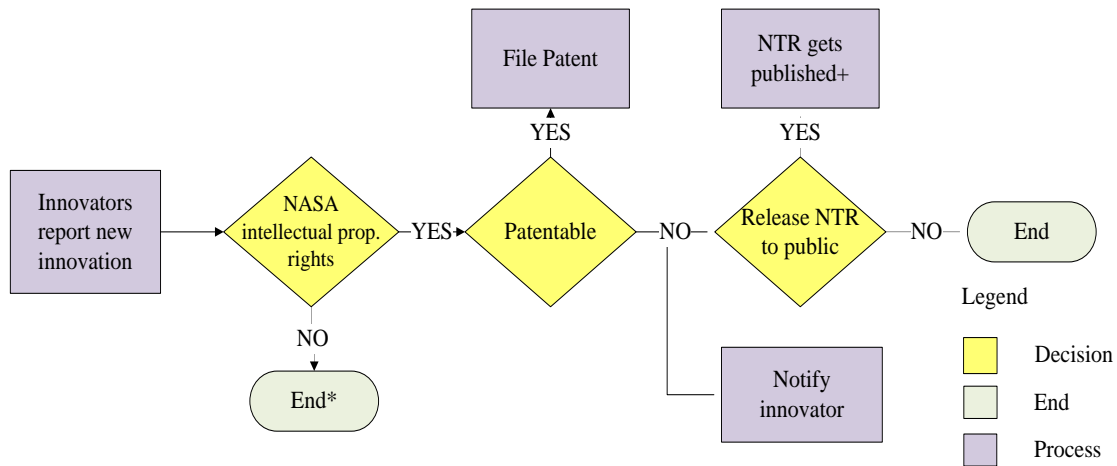 Innovators
report new
innovation
NASA
intellectual prop.
rights
NO
End*
YES
Patentable
YES
File Patent
NO
Notify
innovator
Release NTR
to public
YES
NTR gets
published+
NO
End
Legend
Decision
End
Process